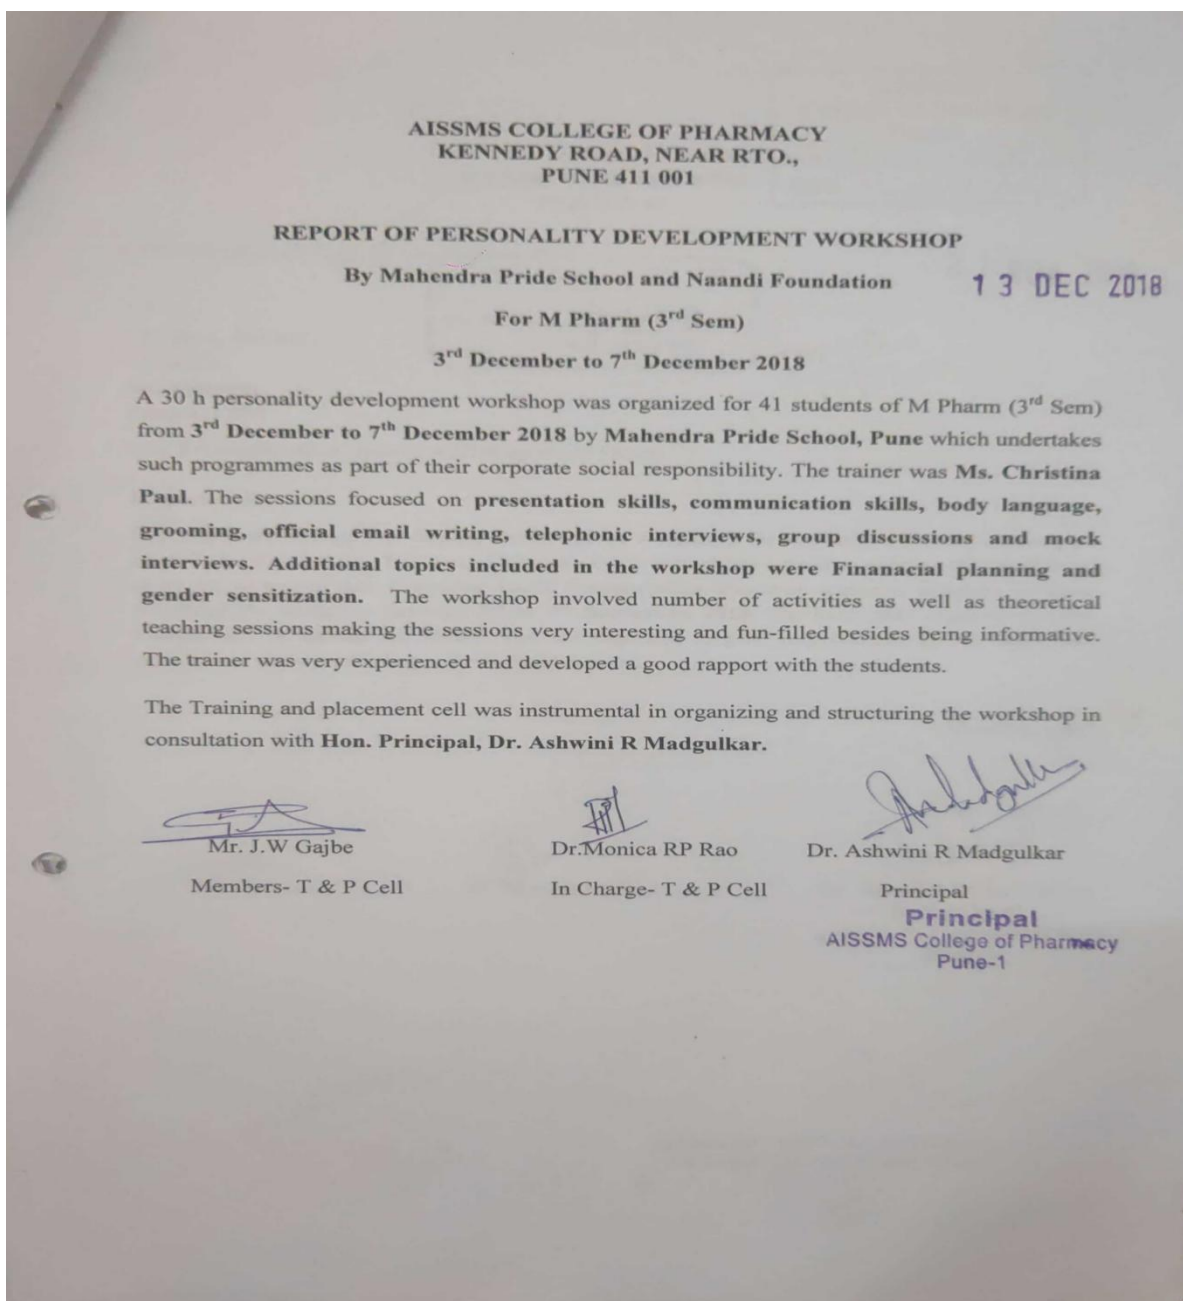 AISSMS COLLEGE OF PHARMACY
KENNEDY ROAD, NEAR RTO.,
PUNE 411 001
REPORT OF PERSONALITY DEVELOPMENT WORKSHOP
By Mahendra Pride School and Naandi Foundation
13 DEC 2018
For M Pharm (3rd Sem)
3rd December to 7th December 2018
A 30 h personality development workshop was organized for 41 students of M Pharm (3rd Sem)
from 3rd December to 7th December 2018 by Mahendra Pride School, Pune which undertakes
such programmes as part of their corporate social responsibility. The trainer was Ms. Christina
Paul. The sessions focused on presentation skills, communication skills, body language,
grooming, official email writing, telephonic interviews, group discussions and mock
interviews. Additional topics included in the workshop were Finanacial planning and
gender sensitization. The workshop involved number of activities as well as theoretical
teaching sessions making the sessions very interesting and fun-filled besides being informative.
The trainer was very experienced and developed a good rapport with the students.
The Training and placement cell was instrumental in organizing and structuring the workshop in
consultation with Hon. Principal, Dr. Ashwini R Madgulkar.
Mr. J.W Gajbe Dr.Monica RP Rao Dr. Ashwini R Madgulkar
Members- T & P Cell In Charge- T & P Cell Principal
Principal
AISSMS College of Pharmacy
Pune-1